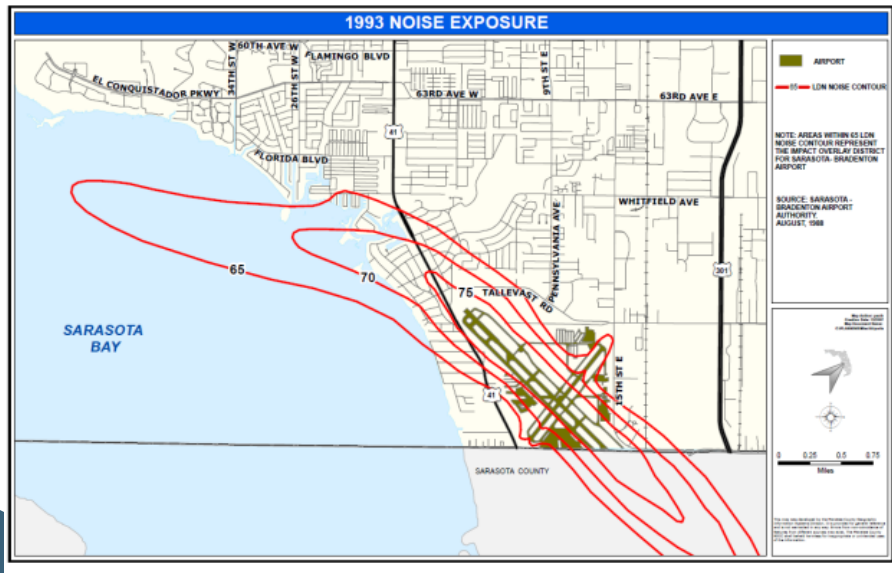 1993 NOISE EXPOSURE
60TH AVE W
FLAMINGO BLVD
34TH ST W
26TH ST W
EL CONQUISTADOR PKWY
9TH ST E
63RD AVE W
63RD AVE E
41
FLORIDA BLVD
WHITFIELD AVE
PENNSYLVANIA AVE
301
65
70
75
TALLEVAST RD
SARASOTA
BAY
15TH ST E
41
SARASOTA COUNTY
AIRPORT
65
LDN NOISE CONTOUR
NOTE: AREAS WITHIN 65 LDN
NOISE CONTOUR REPRESENT
THE IMPACT OVERLAY DISTRICT
FOR SARASOTA- BRADENTON
AIRPORT
SOURCE: SARASOTA -
BRADENTON AIRPORT
AUTHORITY,
AUGUST, 1988
0 0.25 0.5 0.75
Miles